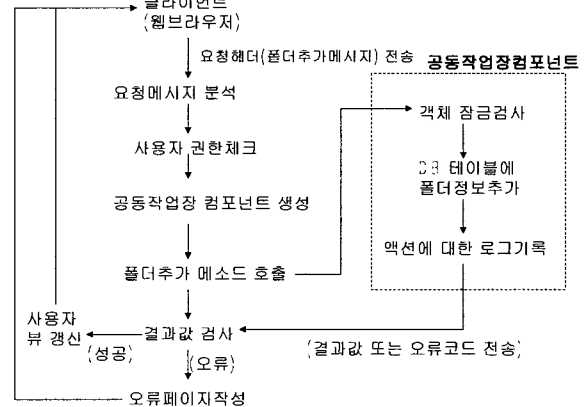 클라이언트
(웹브라우저)
요청헤더(폴더추가메시지) 전송
공동작업장컴포넌트
요청메시지 분석
객체 잠금검사
사용자 권한체크
DB 테이블에
폴더정보추가
공동작업장 컴포넌트 생성
액션에 대한 로그기록
폴더추가 메소드 호출
사용자
뷰 갱신
결과값 검사
(성공)
(결과값 또는 오류코드 전송)
(오류)
오류페이지작성